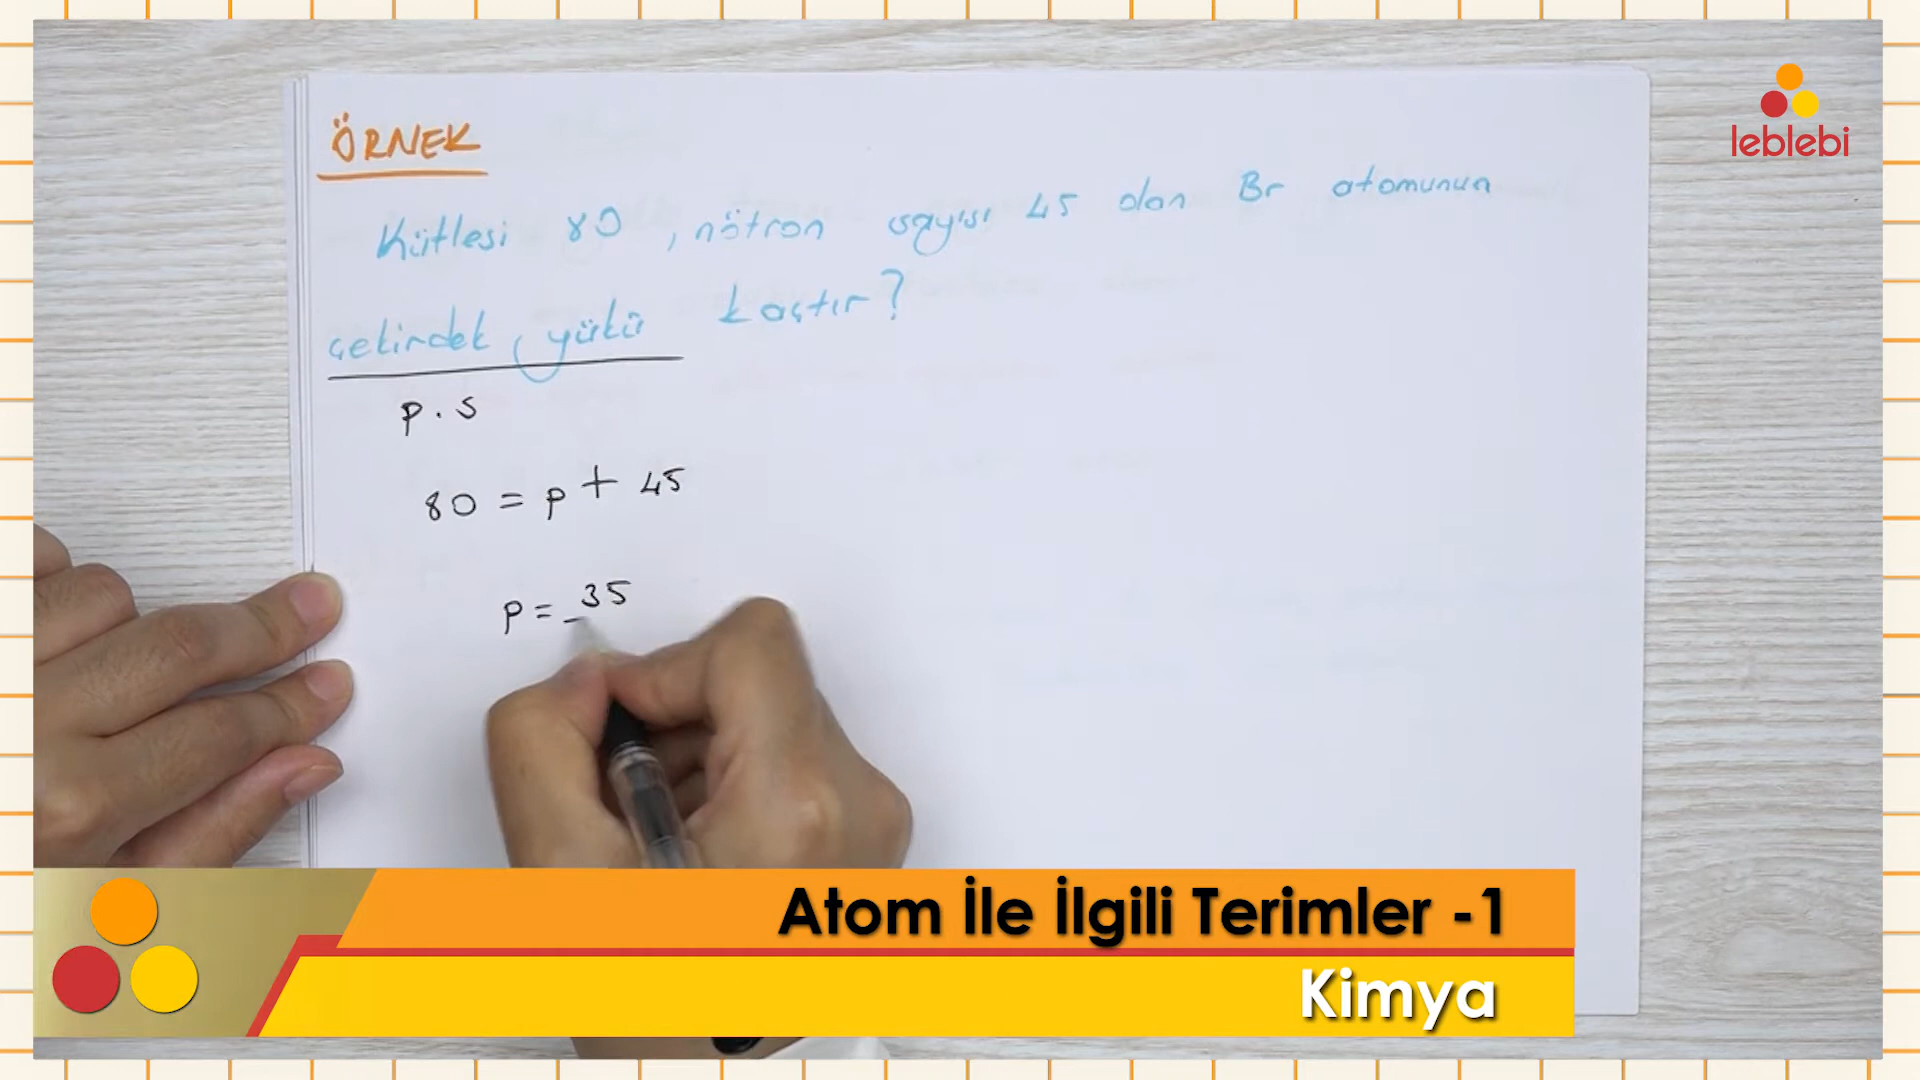 ÖRNEK
leblebi
Kütlesi 80, nötron sayısı 45 olan Br atomunun
çekirdek yükü kaçtır?
p.s
80 = p + 45
p = 35
Atom İle İlgili Terimler -1
Kimya